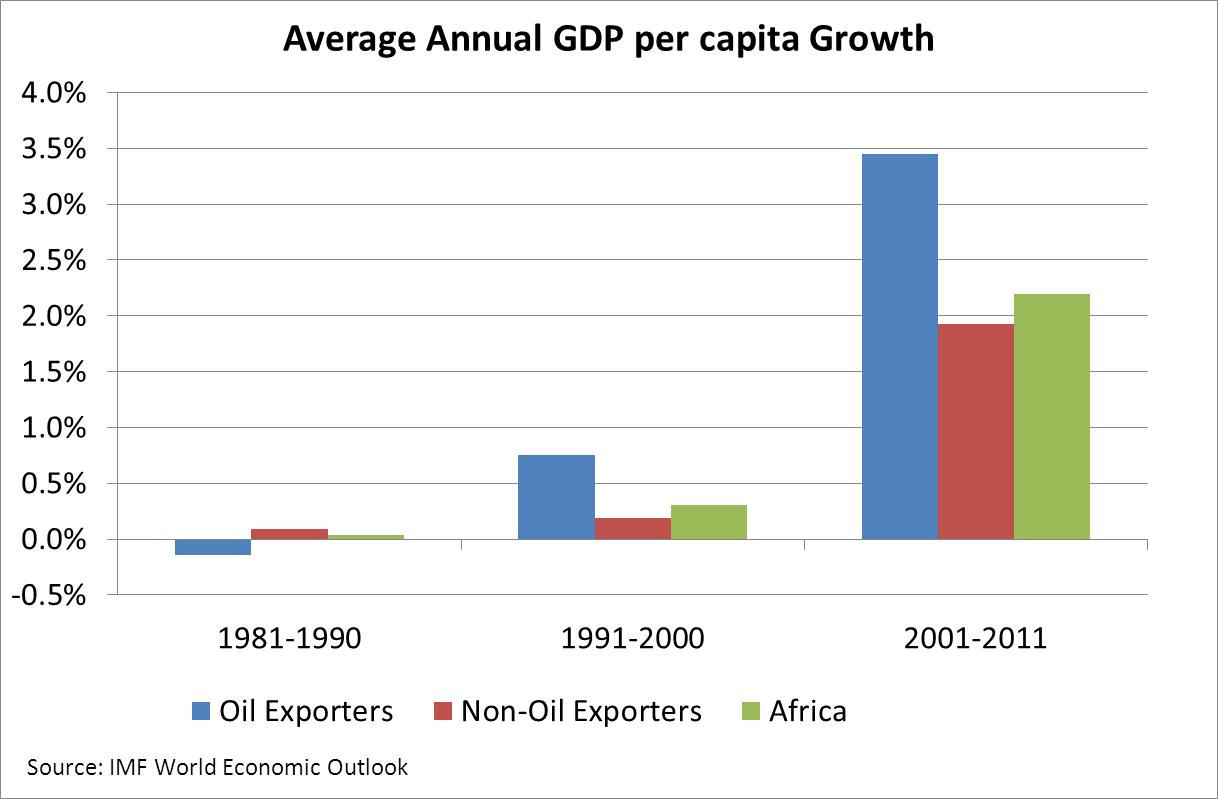 Average Annual GDP per capita Growth
4.0%
3.5%
3.0%
2.5%
2.0%
1.5%
1.0%
0.5%
0.0%
-0.5%
1981-1990 1991-2000 2001-2011
Oil Exporters Non-Oil Exporters Africa
Source: IMF World Economic Outlook